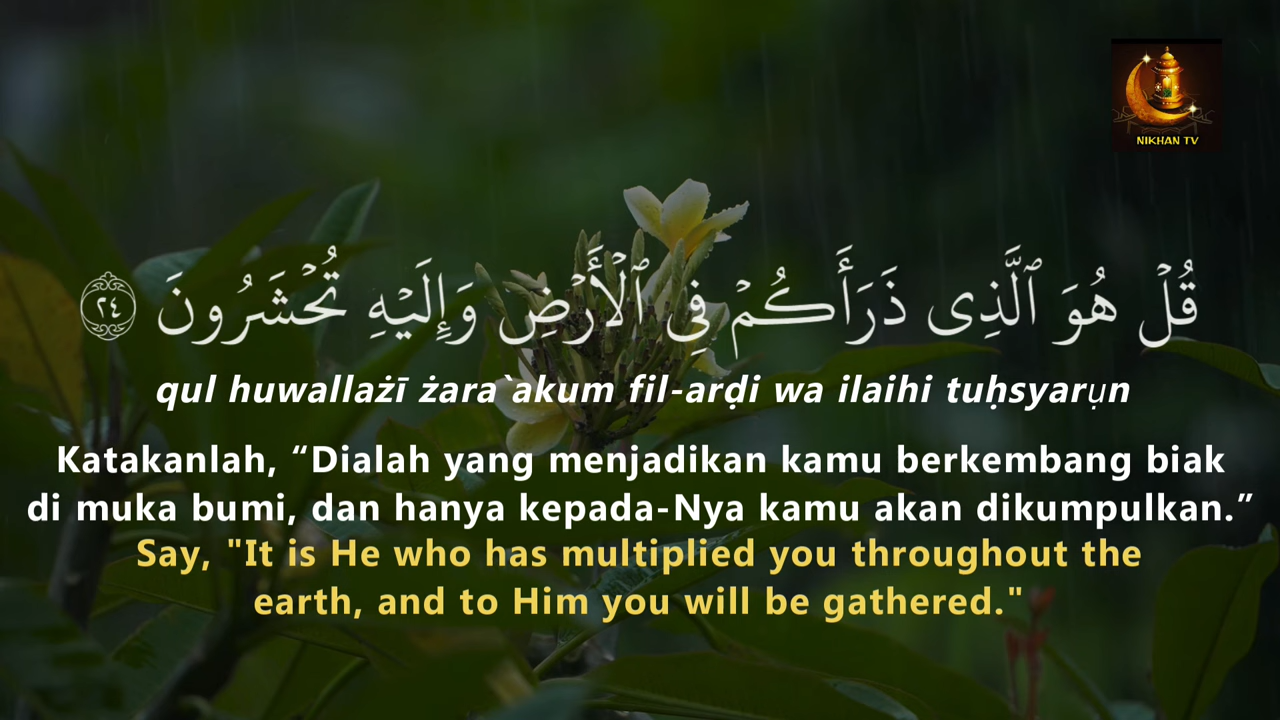 NIKHAN TV
قُلْ هُوَ ٱلَّذِى ذَرَأَكُمْ فِى ٱلْأَرْضِ وَإِلَيْهِ تُحْشَرُونَ ٢٤
qul huwallażī żara`akum fil-arḍi wa ilaihi tuḥsyarụn
Katakanlah, “Dialah yang menjadikan kamu berkembang biak
di muka bumi, dan hanya kepada-Nya kamu akan dikumpulkan.”
Say, "It is He who has multiplied you throughout the
earth, and to Him you will be gathered."